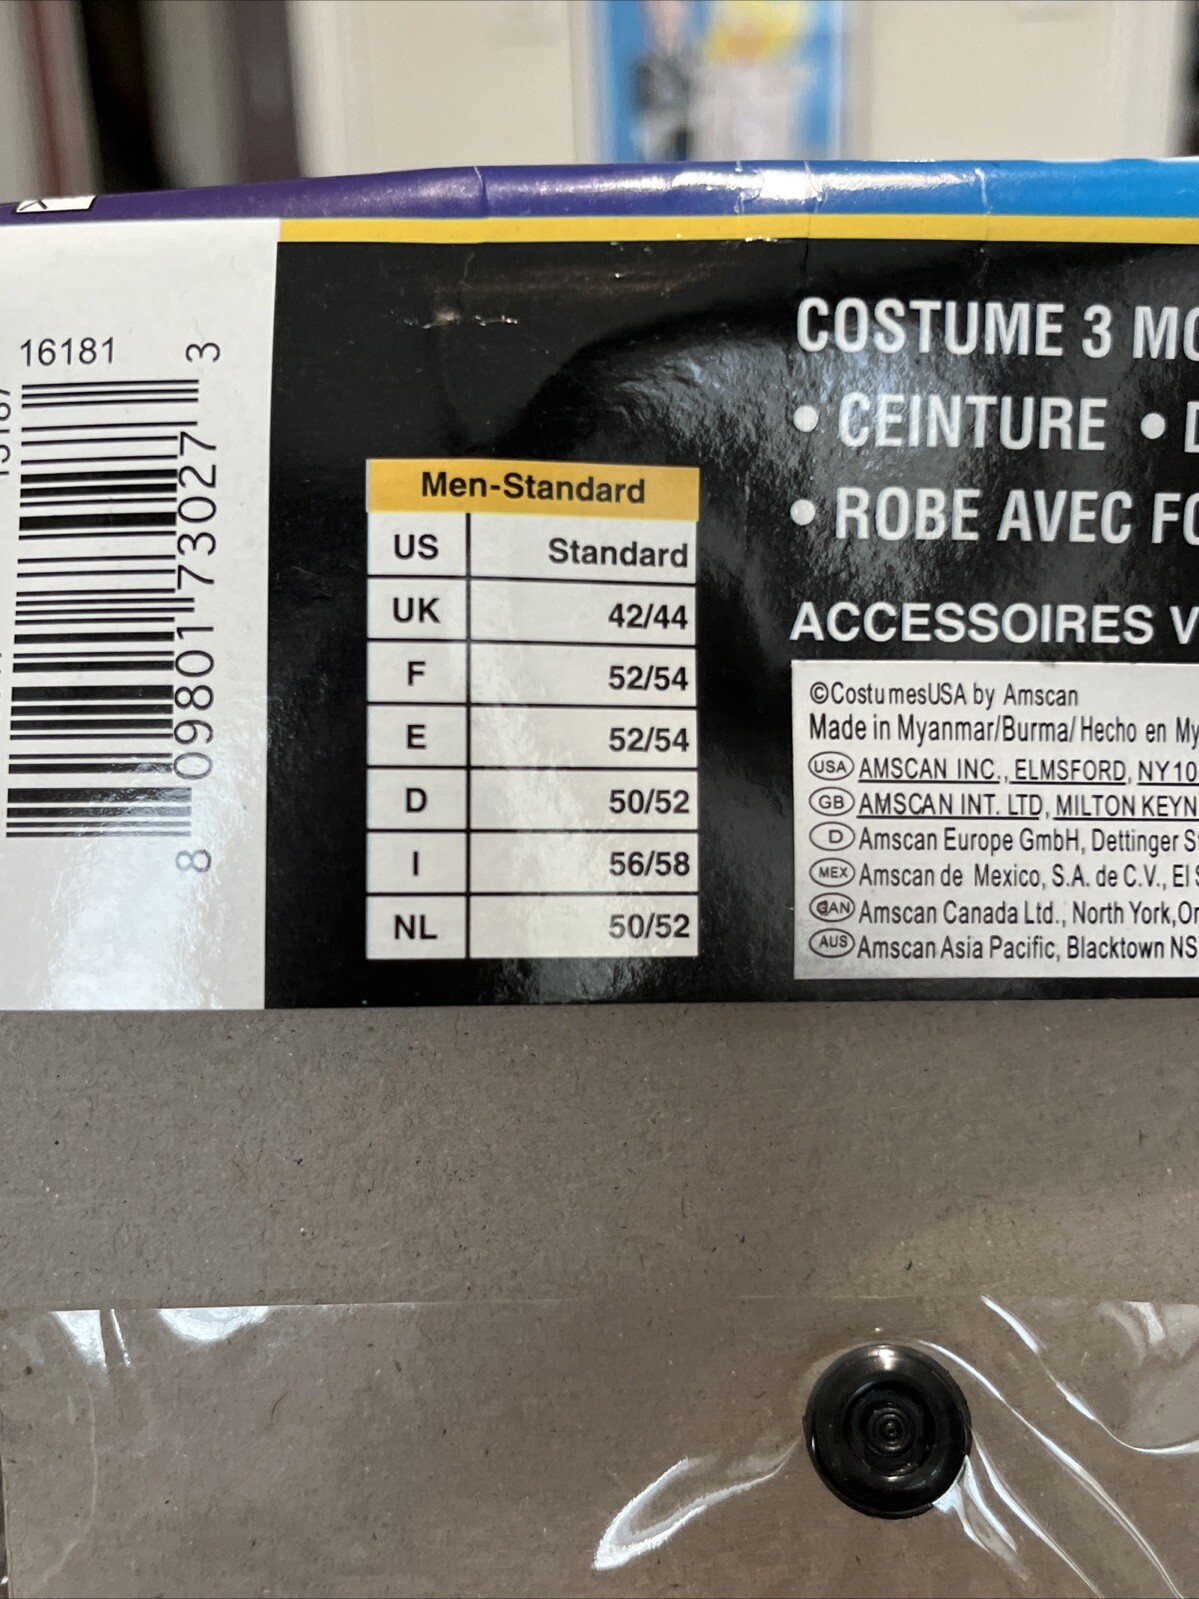 16181
3
8 09801 73027
Men-Standard
US Standard
UK 42/44
F 52/54
E 52/54
D 50/52
I 56/58
NL 50/52
COSTUME 3
• CEINTURE •
• ROBE AVEC
ACCESSOIRES
©CostumesUSA by Amscan
Made in Myanmar/Burma/ Hecho en
USA AMSCAN INC., ELMSFORD, NY10
GB AMSCAN INT. LTD, MILTON
D Amscan Europe GmbH, Dettinger
MEX Amscan de Mexico, S.A. de C.V., El
CAN Amscan Canada Ltd., North York,
AUS Amscan Asia Pacific, Blacktown